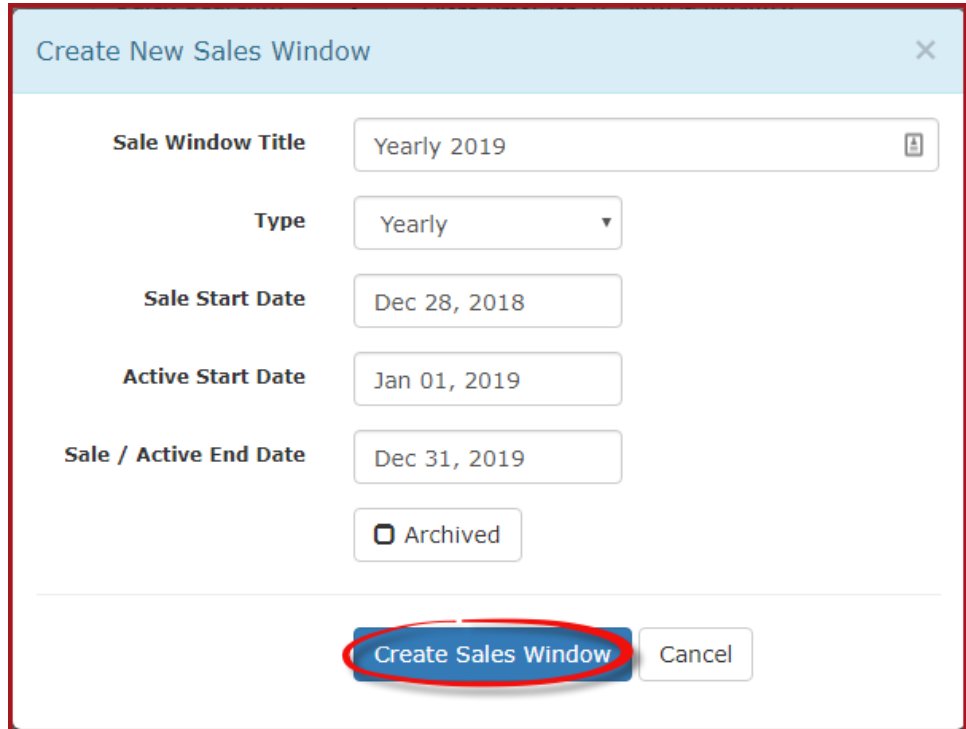 Create New Sales Window ×
Sale Window Title Yearly 2019
Type Yearly
Sale Start Date Dec 28, 2018
Active Start Date Jan 01, 2019
Sale / Active End Date Dec 31, 2019
Archived
Create Sales Window Cancel